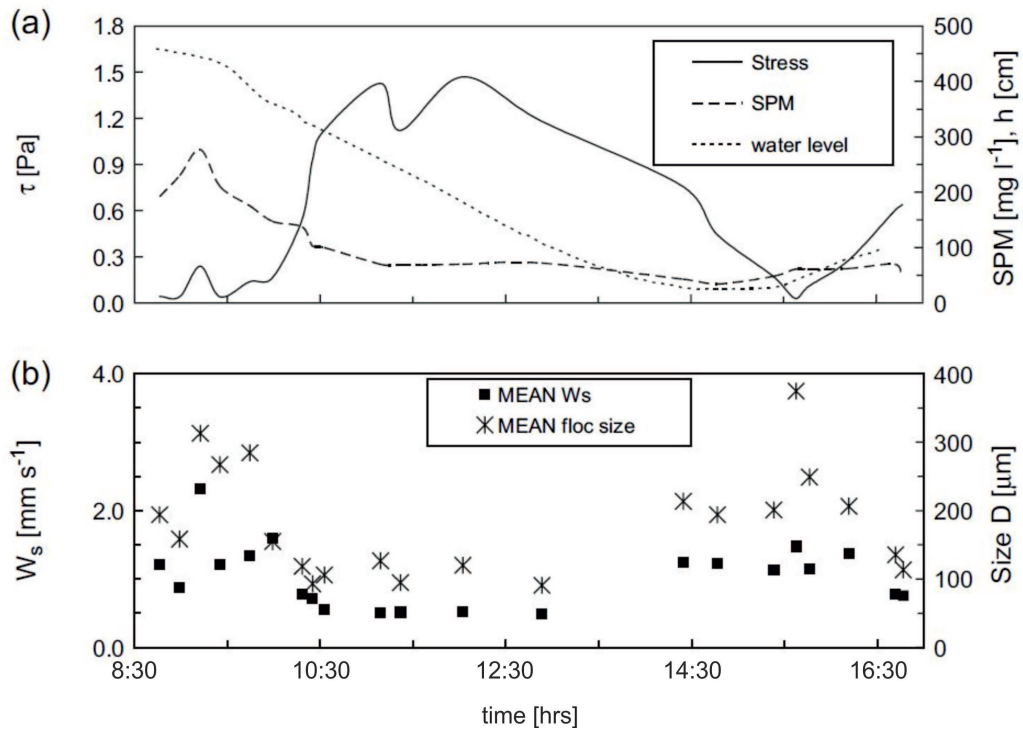 (a)
1.8
1.5
1.2
0.9
0.6
0.3
0.0
τ [Pa]
Stress
SPM
water level
500
400
300
200
100
0
SPM [mg l⁻¹], h [cm]
(b)
4.0
2.0
0.0
Wₛ [mm s⁻¹]
MEAN Ws
MEAN floc size
400
300
200
100
0
Size D [μm]
8:30 10:30 12:30 14:30 16:30
time [hrs]